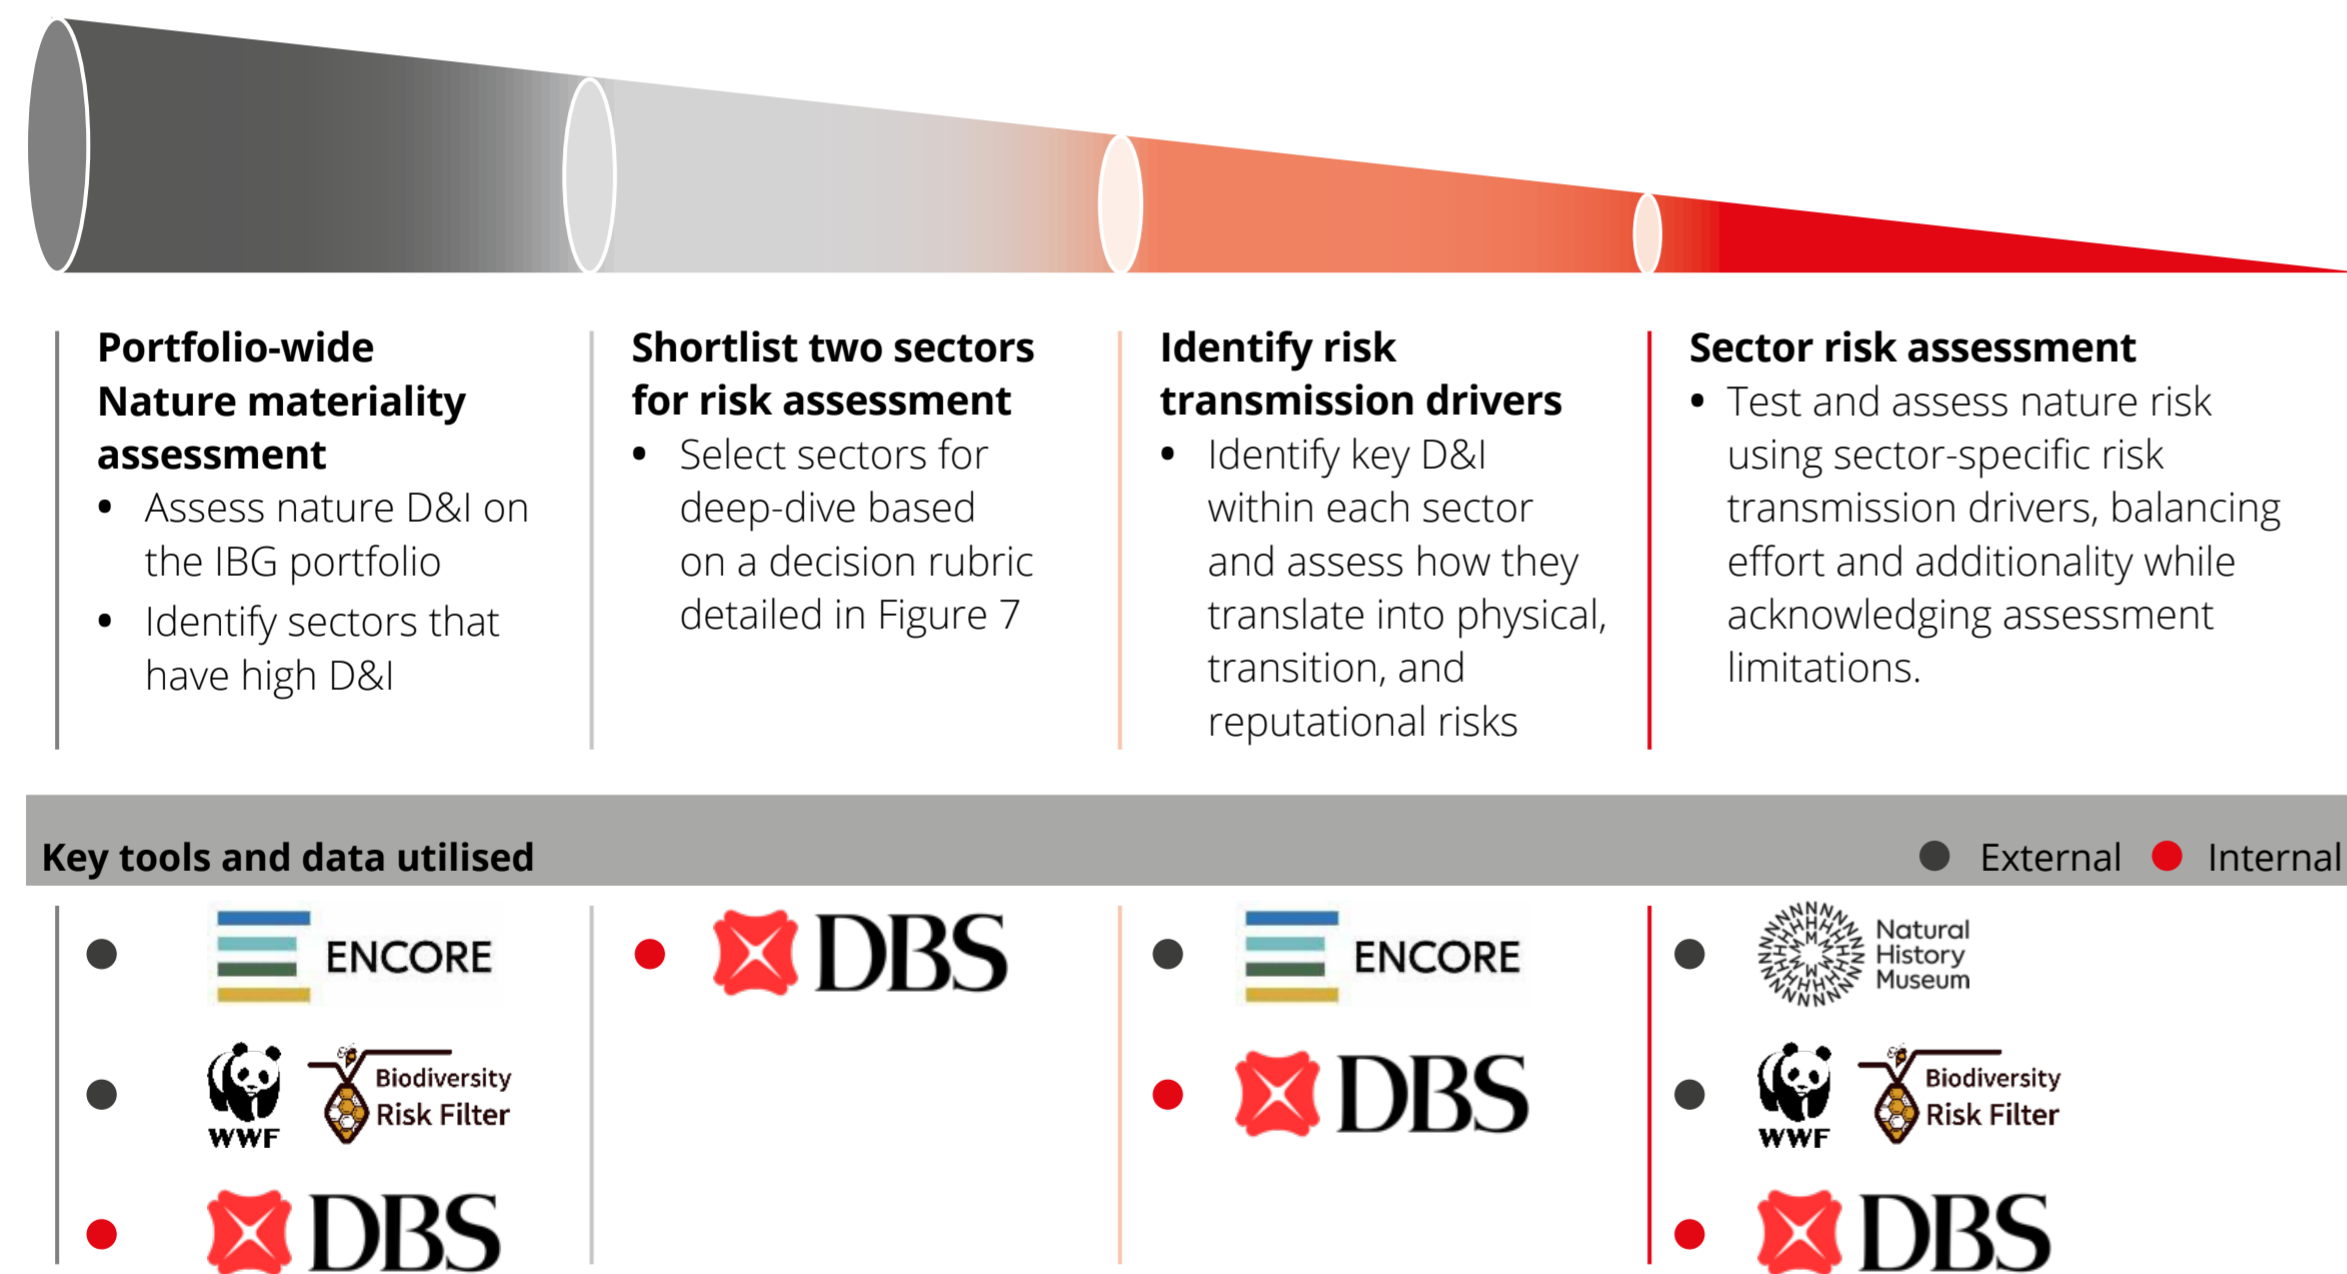 Portfolio-wide
Nature materiality
assessment
• Assess nature D&I on
the IBG portfolio
• Identify sectors that
have high D&I
Shortlist two sectors
for risk assessment
• Select sectors for
deep-dive based
on a decision rubric
detailed in Figure 7
Identify risk
transmission drivers
• Identify key D&I
within each sector
and assess how they
translate into physical,
transition, and
reputational risks
Sector risk assessment
• Test and assess nature risk
using sector-specific risk
transmission drivers, balancing
effort and additionality while
acknowledging assessment
limitations.
Key tools and data utilised
External
Internal
ENCORE
WWF
Biodiversity
Risk Filter
DBS
DBS
ENCORE
DBS
Natural
History
Museum
WWF
Biodiversity
Risk Filter
DBS